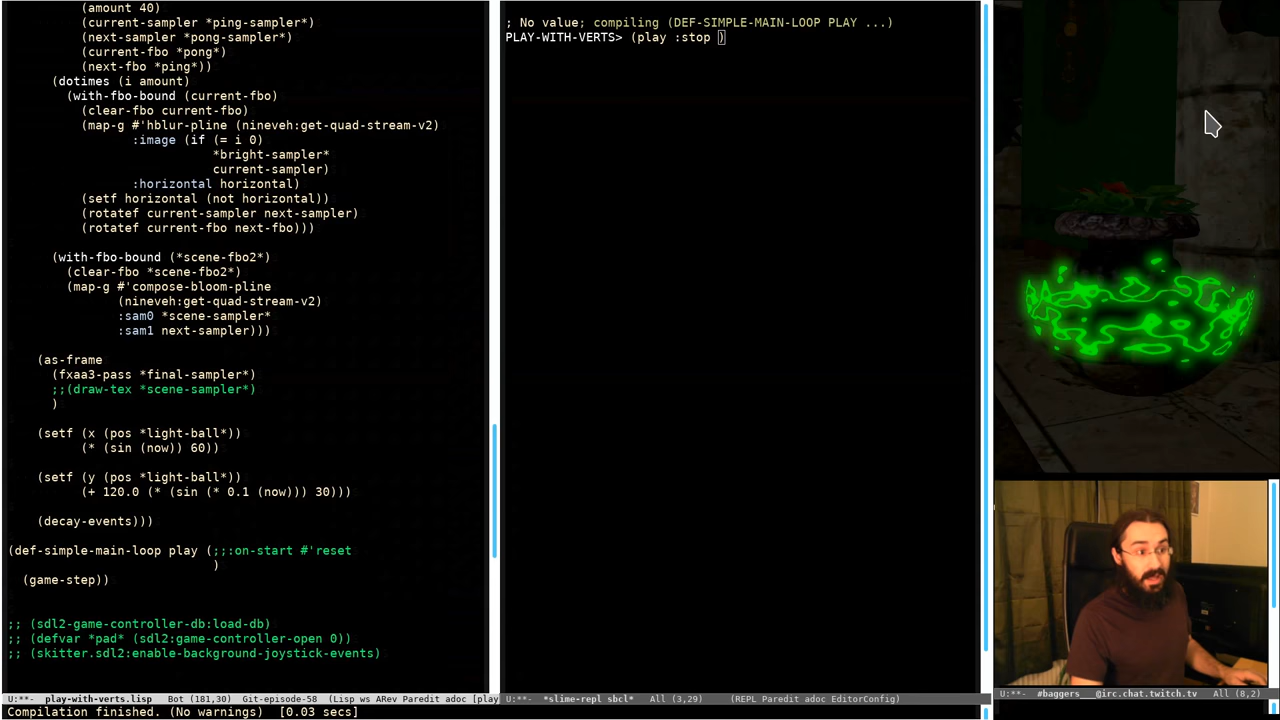 (amount 40)
(current-sampler *ping-sampler*)
(next-sampler *pong-sampler*)
(current-fbo *pong*)
(next-fbo *ping*))
(dotimes (i amount)
(with-fbo-bound (current-fbo)
(clear-fbo current-fbo)
(map-g #'hblur-pline (nineveh:get-quad-stream-v2)
:image (if (= i 0)
*bright-sampler*
current-sampler)
:horizontal horizontal)
(setf horizontal (not horizontal))
(rotatef current-sampler next-sampler)
(rotatef current-fbo next-fbo)))
(with-fbo-bound (*scene-fbo2*)
(clear-fbo *scene-fbo2*)
(map-g #'compose-bloom-pline
(nineveh:get-quad-stream-v2)
:sam0 *scene-sampler*
:sam1 next-sampler)))
(as-frame
(fxaa3-pass *final-sampler*)
;;(draw-tex *scene-sampler*)
)
(setf (x (pos *light-ball*))
(* (sin (now)) 60))
(setf (y (pos *light-ball*))
(+ 120.0 (* (sin (* 0.1 (now))) 30)))
(decay-events)))
(def-simple-main-loop play (;;:on-start #'reset
)
(game-step))
;; (sdl2-game-controller-db:load-db)
;; (defvar *pad* (sdl2:game-controller-open 0))
;; (skitter.sdl2:enable-background-joystick-events)
U:**- play-with-verts.lisp Bot (181,30) Git-episode-58 (Lisp ws ARev Paredit adoc [play
Compilation finished. (No warnings) [0.03 secs]
; No value; compiling (DEF-SIMPLE-MAIN-LOOP PLAY ...)
PLAY-WITH-VERTS> (play :stop )
U:**- *slime-repl sbcl* All (3,29) (REPL Paredit adoc EditorConfig)
U:**- #baggers___@irc.chat.twitch.tv All (8,2)